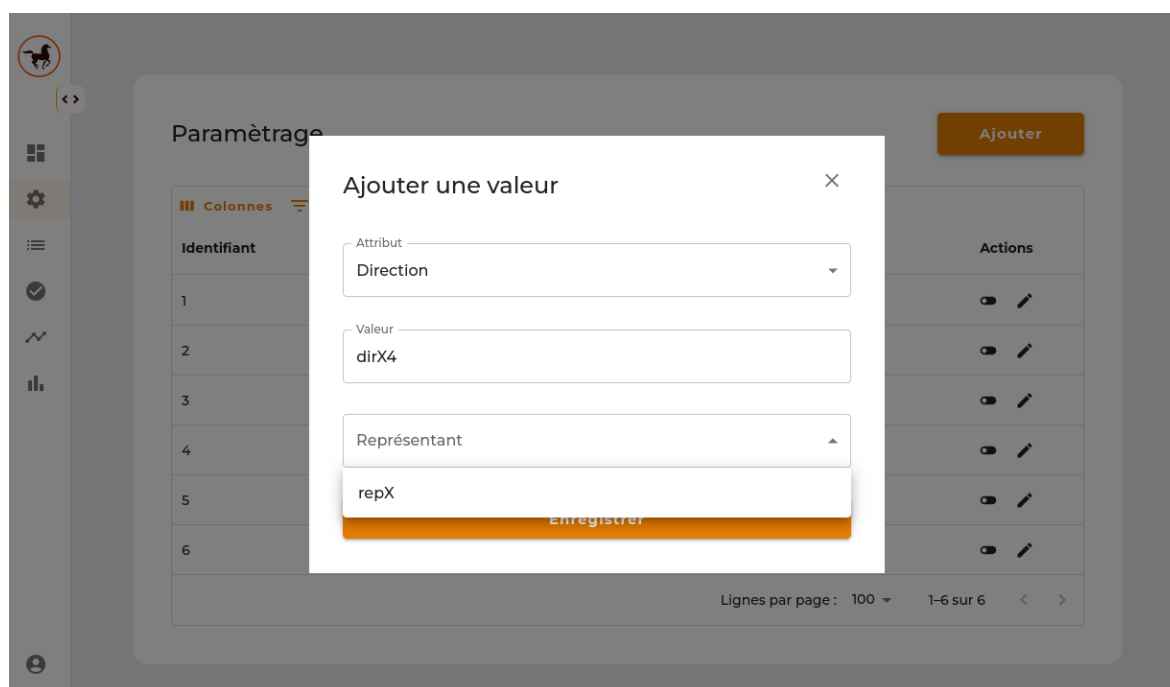 Paramètrage
Ajouter
Ajouter une valeur
Colonnes
Identifiant
Actions
Attribut
Direction
1
Valeur
dirX4
2
3
Représentant
4
repX
5
Enregistrer
6
Lignes par page : 100
1–6 sur 6